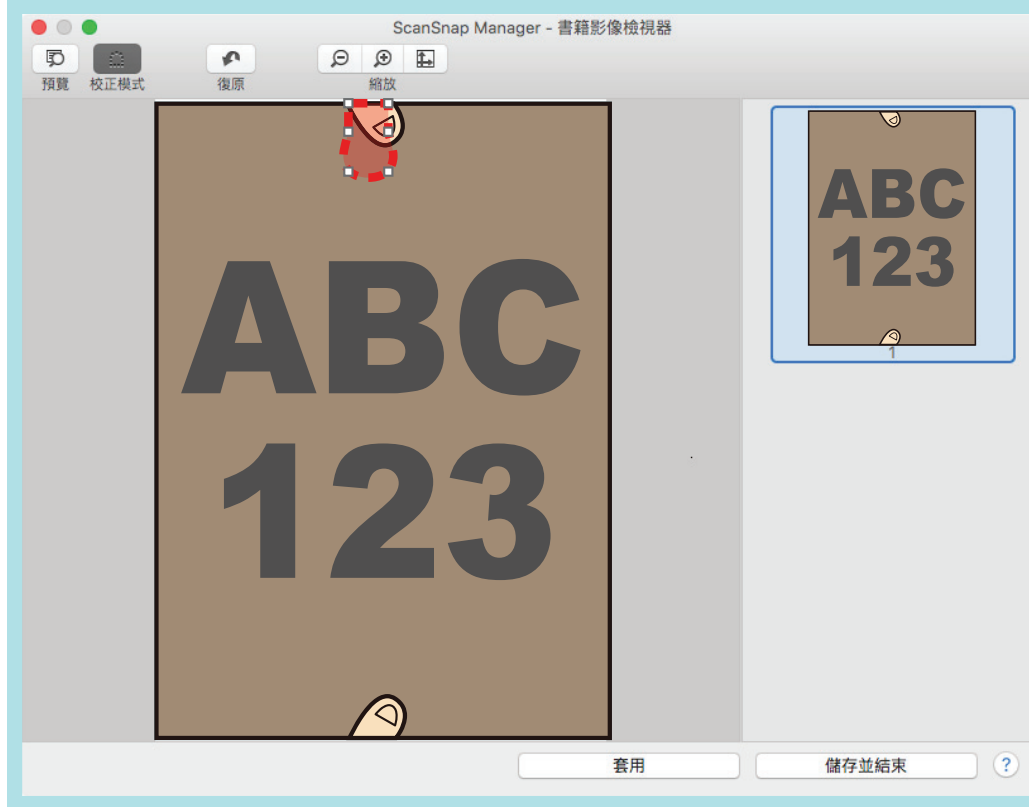 ScanSnap Manager - 書籍影像檢視器
預覽 校正模式 復原 縮放
ABC
123
ABC
123
1
套用 儲存並結束 ?